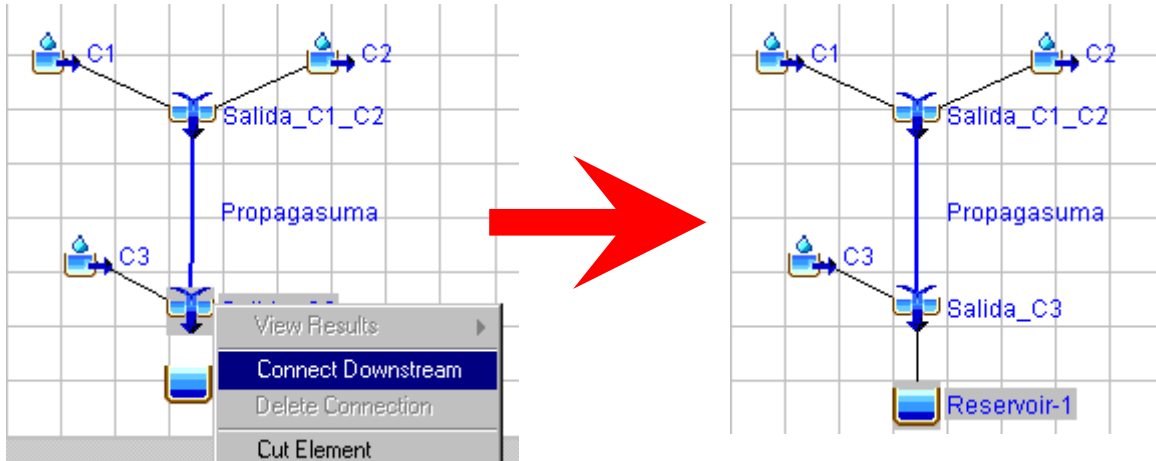 C1
C2
Salida_C1_C2
Propagasuma
C3
View Results
Connect Downstream
Delete Connection
Cut Element
C1
C2
Salida_C1_C2
Propagasuma
C3
Salida_C3
Reservoir-1